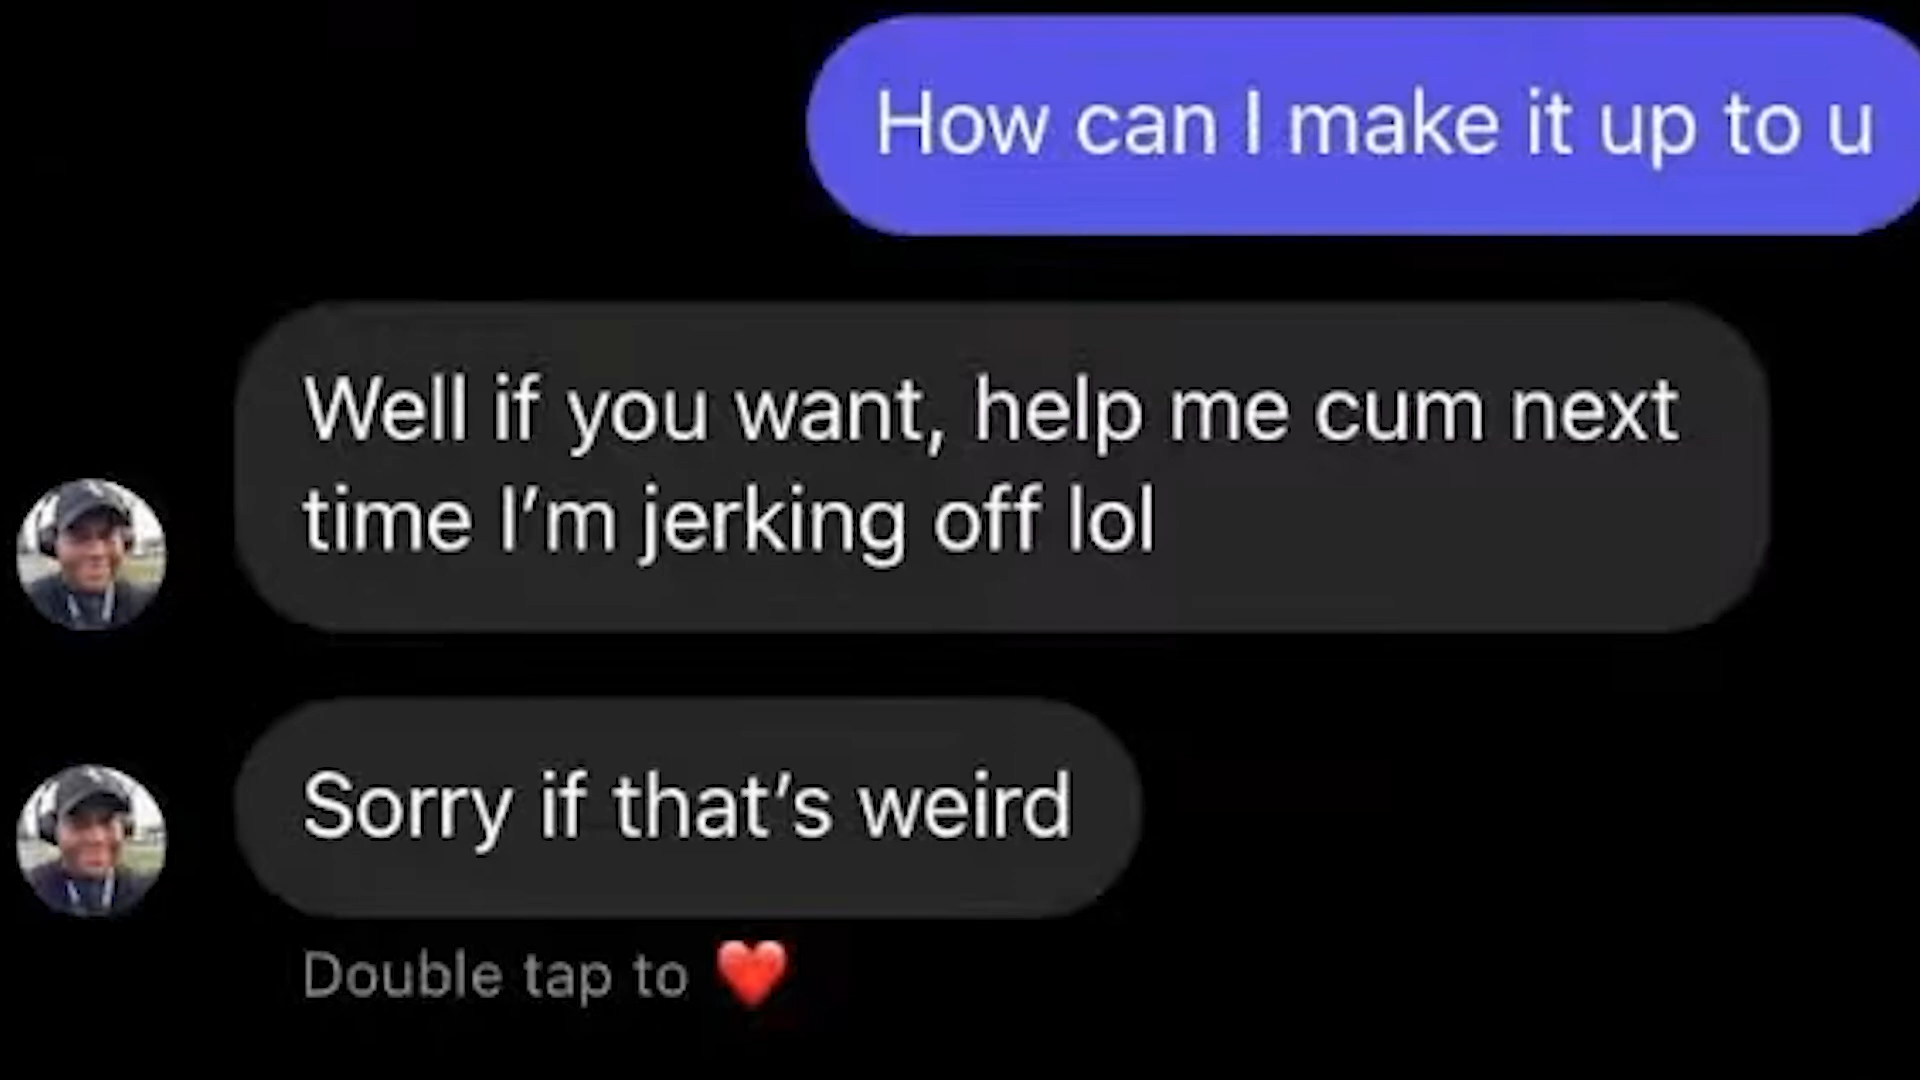 How can I make it up to u
Well if you want, help me cum next
time I’m jerking off lol
Sorry if that’s weird
Double tap to ❤️